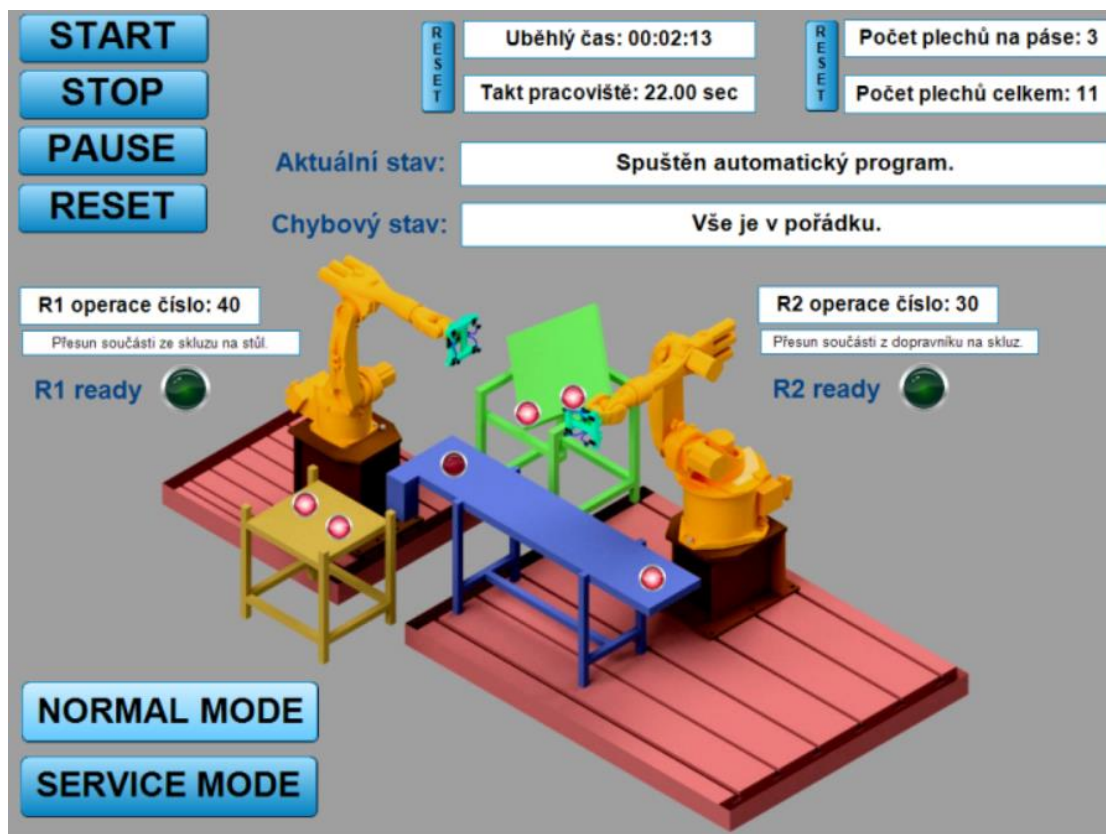 START
STOP
PAUSE
RESET
RESET
Uběhlý čas: 00:02:13
Takt pracoviště: 22.00 sec
RESET
Počet plechů na páse: 3
Počet plechů celkem: 11
Aktuální stav:
Spuštěn automatický program.
Chybový stav:
Vše je v pořádku.
R1 operace číslo: 40
Přesun součásti ze skluzu na stůl.
R1 ready
R2 operace číslo: 30
Přesun součásti z dopravníku na skluz.
R2 ready
NORMAL MODE
SERVICE MODE